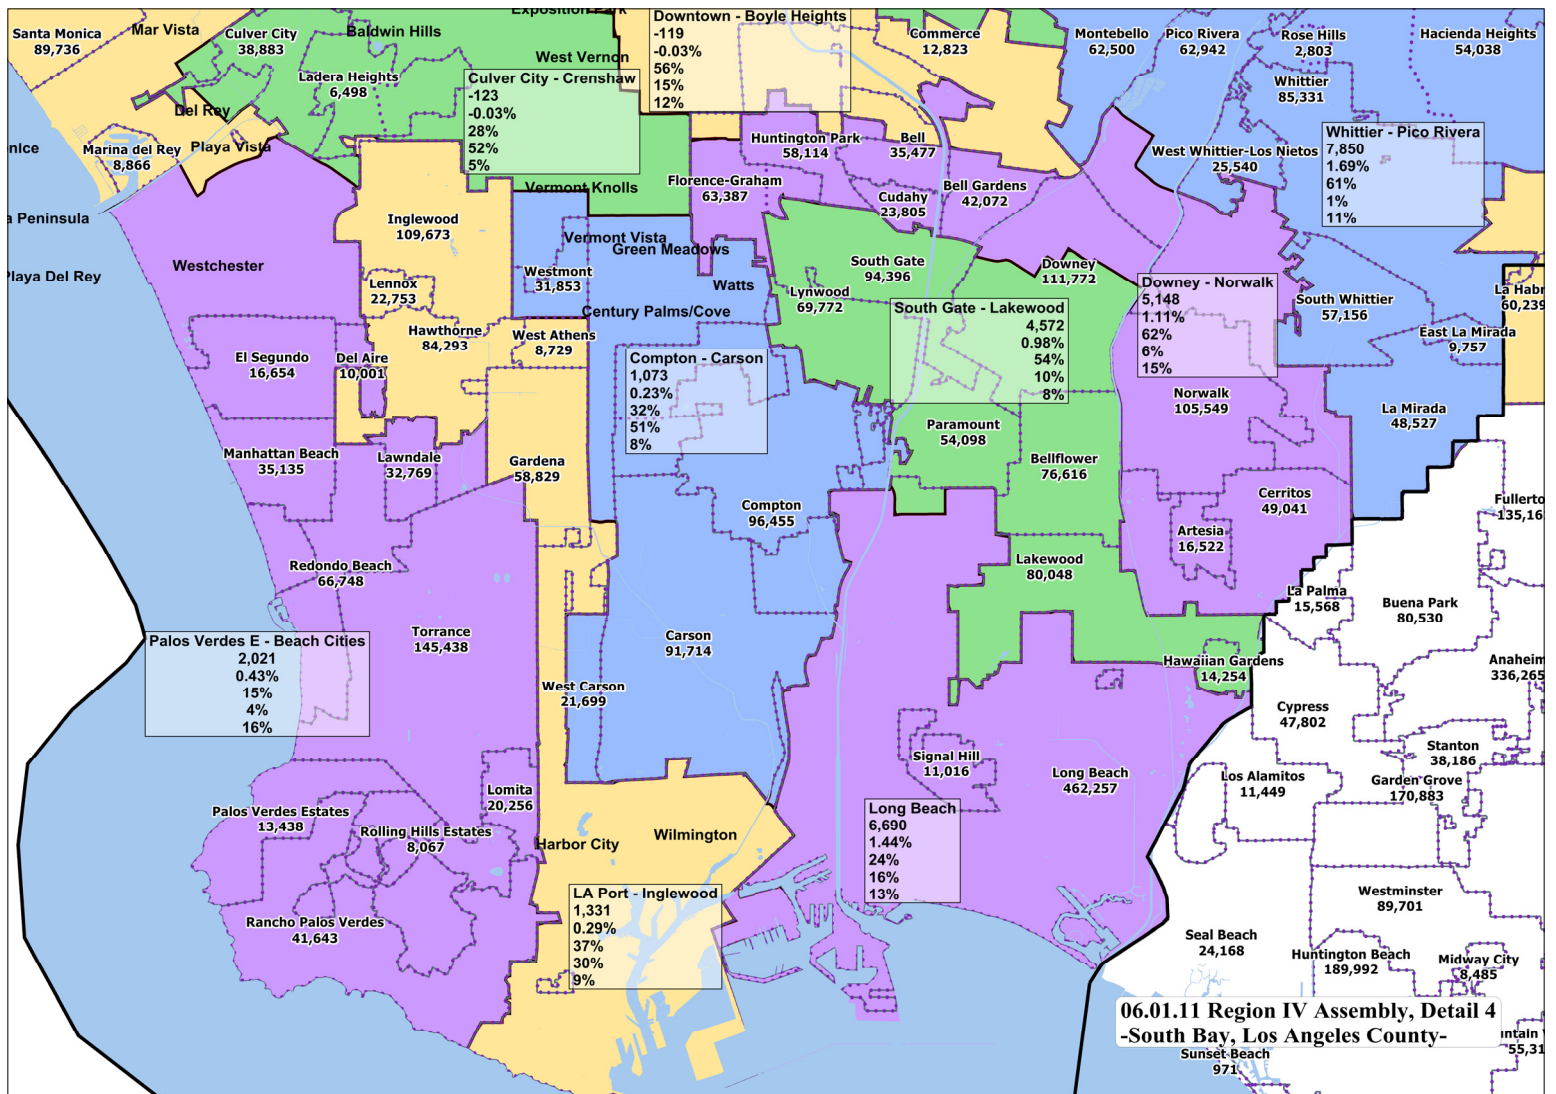 Exposition Park
Santa Monica
89,736
Mar Vista
Culver City
38,883
Baldwin Hills
West Vernon
Downtown - Boyle Heights
-119
-0.03%
56%
15%
12%
Commerce
12,823
Montebello
62,500
Pico Rivera
62,942
Rose Hills
2,803
Hacienda Heights
54,038
Ladera Heights
6,498
Culver City - Crenshaw
-123
-0.03%
28%
52%
5%
Whittier
85,331
Del Rey
Playa Vista
Marina del Rey
8,866
enice
Huntington Park
58,114
Bell
35,477
West Whittier-Los Nietos
25,540
Whittier - Pico Rivera
7,850
1.69%
61%
1%
11%
Vermont Knolls
Florence-Graham
63,387
Cudahy
23,805
Bell Gardens
42,072
a Peninsula
Inglewood
109,673
Vermont Vista
Green Meadows
Westchester
Playa Del Rey
Lennox
22,753
Westmont
31,853
Watts
South Gate
94,396
Lynwood
69,772
Downey
111,772
Downey - Norwalk
5,148
1.11%
62%
6%
15%
South Whittier
57,156
La Habr
60,239
Century Palms/Cove
South Gate - Lakewood
4,572
0.98%
54%
10%
8%
East La Mirada
9,757
Hawthorne
84,293
West Athens
8,729
El Segundo
16,654
Del Aire
10,001
Compton - Carson
1,073
0.23%
32%
51%
8%
Norwalk
105,549
La Mirada
48,527
Manhattan Beach
35,135
Lawndale
32,769
Gardena
58,829
Paramount
54,098
Bellflower
76,616
Compton
96,455
Cerritos
49,041
Artesia
16,522
Fullerto
135,16
Redondo Beach
66,748
Lakewood
80,048
La Palma
15,568
Buena Park
80,530
Palos Verdes E - Beach Cities
2,021
0.43%
15%
4%
16%
Torrance
145,438
Carson
91,714
Hawaiian Gardens
14,254
Anaheim
336,265
West Carson
21,699
Cypress
47,802
Signal Hill
11,016
Long Beach
462,257
Stanton
38,186
Los Alamitos
11,449
Garden Grove
170,883
Lomita
20,256
Palos Verdes Estates
13,438
Rolling Hills Estates
8,067
Harbor City
Wilmington
Long Beach
6,690
1.44%
24%
16%
13%
LA Port - Inglewood
1,331
0.29%
37%
30%
9%
Rancho Palos Verdes
41,643
Westminster
89,701
Seal Beach
24,168
Huntington Beach
189,992
Midway City
8,485
06.01.11 Region IV Assembly, Detail 4
-South Bay, Los Angeles County-
untain V
55,31
Sunset Beach
971